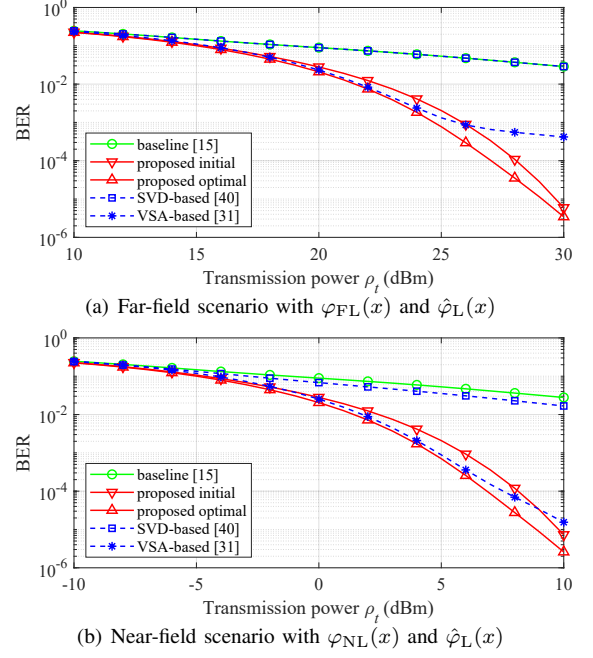 10^0
10^-2
10^-4
10^-6
BER
baseline [15]
proposed initial
proposed optimal
SVD-based [40]
VSA-based [31]
10 15 20 25 30
Transmission power ρ_t (dBm)
(a) Far-field scenario with φ_FL(x) and φ̂_L(x)
10^0
10^-2
10^-4
10^-6
BER
baseline [15]
proposed initial
proposed optimal
SVD-based [40]
VSA-based [31]
-10 -5 0 5 10
Transmission power ρ_t (dBm)
(b) Near-field scenario with φ_NL(x) and φ̂_L(x)